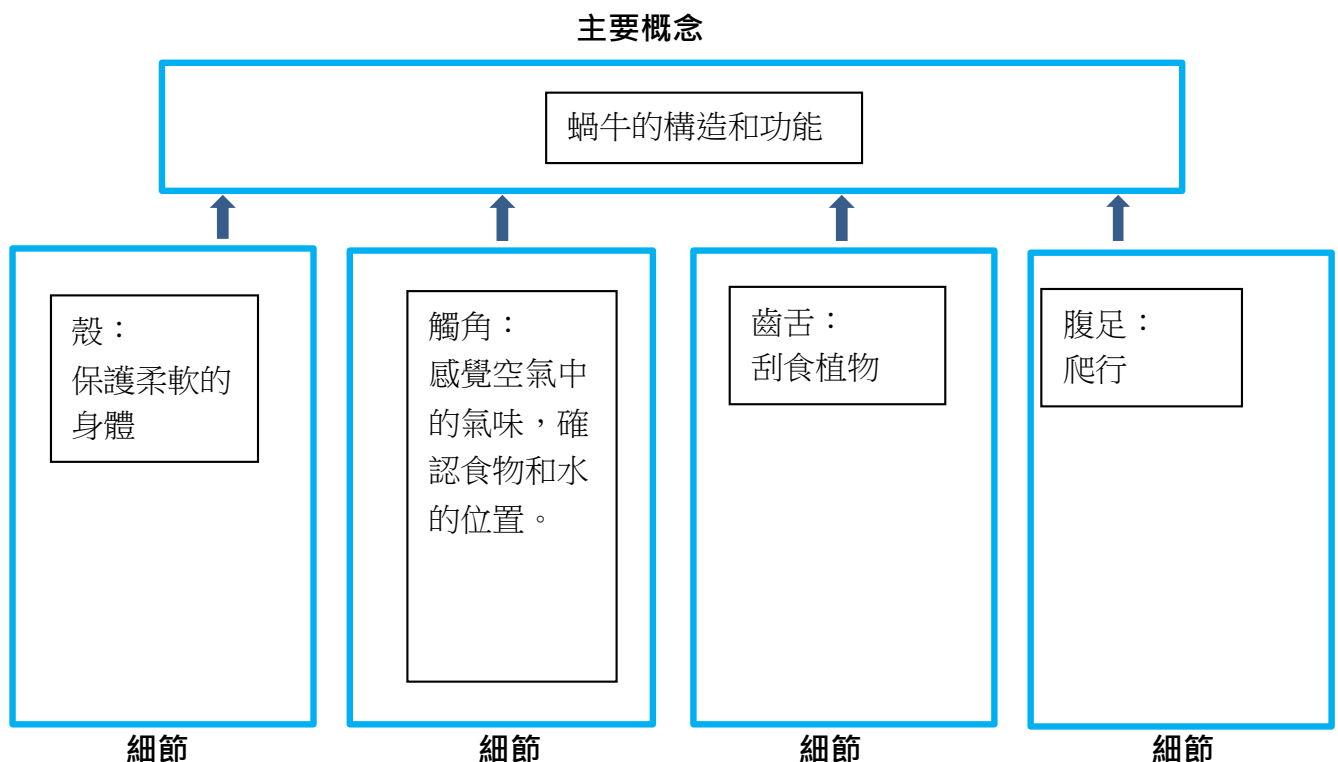 主要概念
蝸牛的構造和功能
殼：
保護柔軟的
身體
觸角：
感覺空氣中
的氣味，確
認食物和水
的位置。
齒舌：
刮食植物
腹足：
爬行
細節
細節
細節
細節